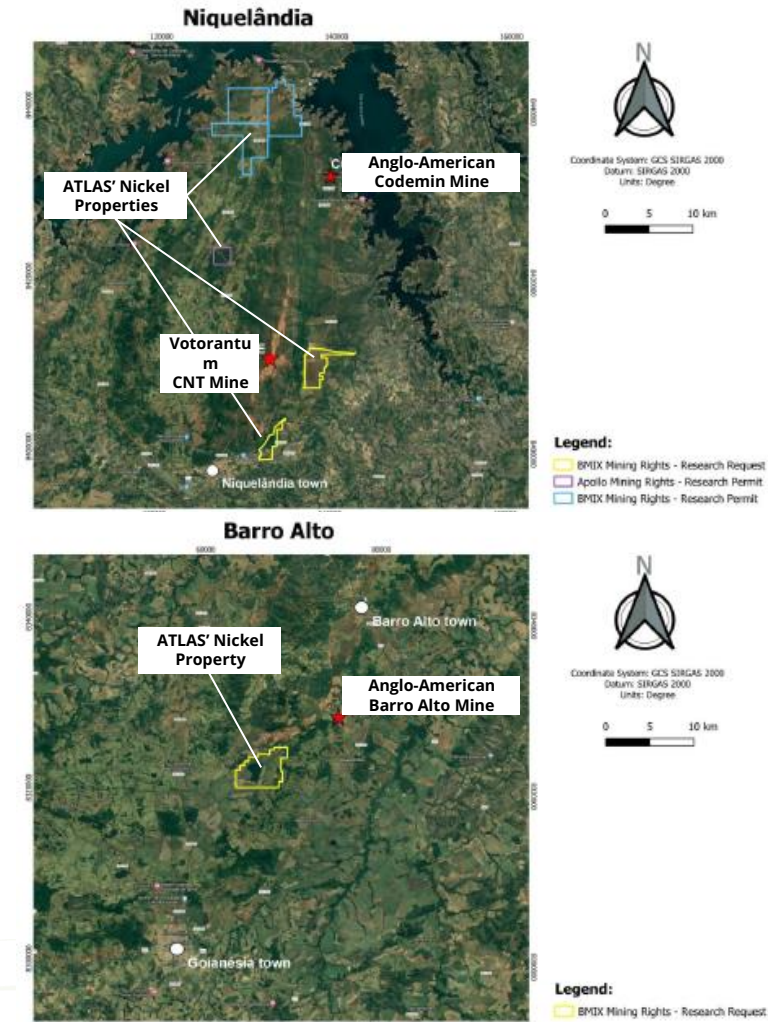 Niquelândia
120000
140000
160000
N
Coordinate System: GCS SIRGAS 2000
Datum: SIRGAS 2000
Units: Degree
0 5 10 km
Anglo-American
Codemin Mine
ATLAS' Nickel
Properties
Votorantu
m
CNT Mine
Niquelândia town
Legend:
BMIX Mining Rights - Research Request
Apollo Mining Rights - Research Permit
BMIX Mining Rights - Research Permit
Barro Alto
60000
80000
N
Coordinate System: GCS SIRGAS 2000
Datum: SIRGAS 2000
Units: Degree
0 5 10 km
Barro Alto town
ATLAS' Nickel
Property
Anglo-American
Barro Alto Mine
Goianésia town
Legend:
BMIX Mining Rights - Research Request